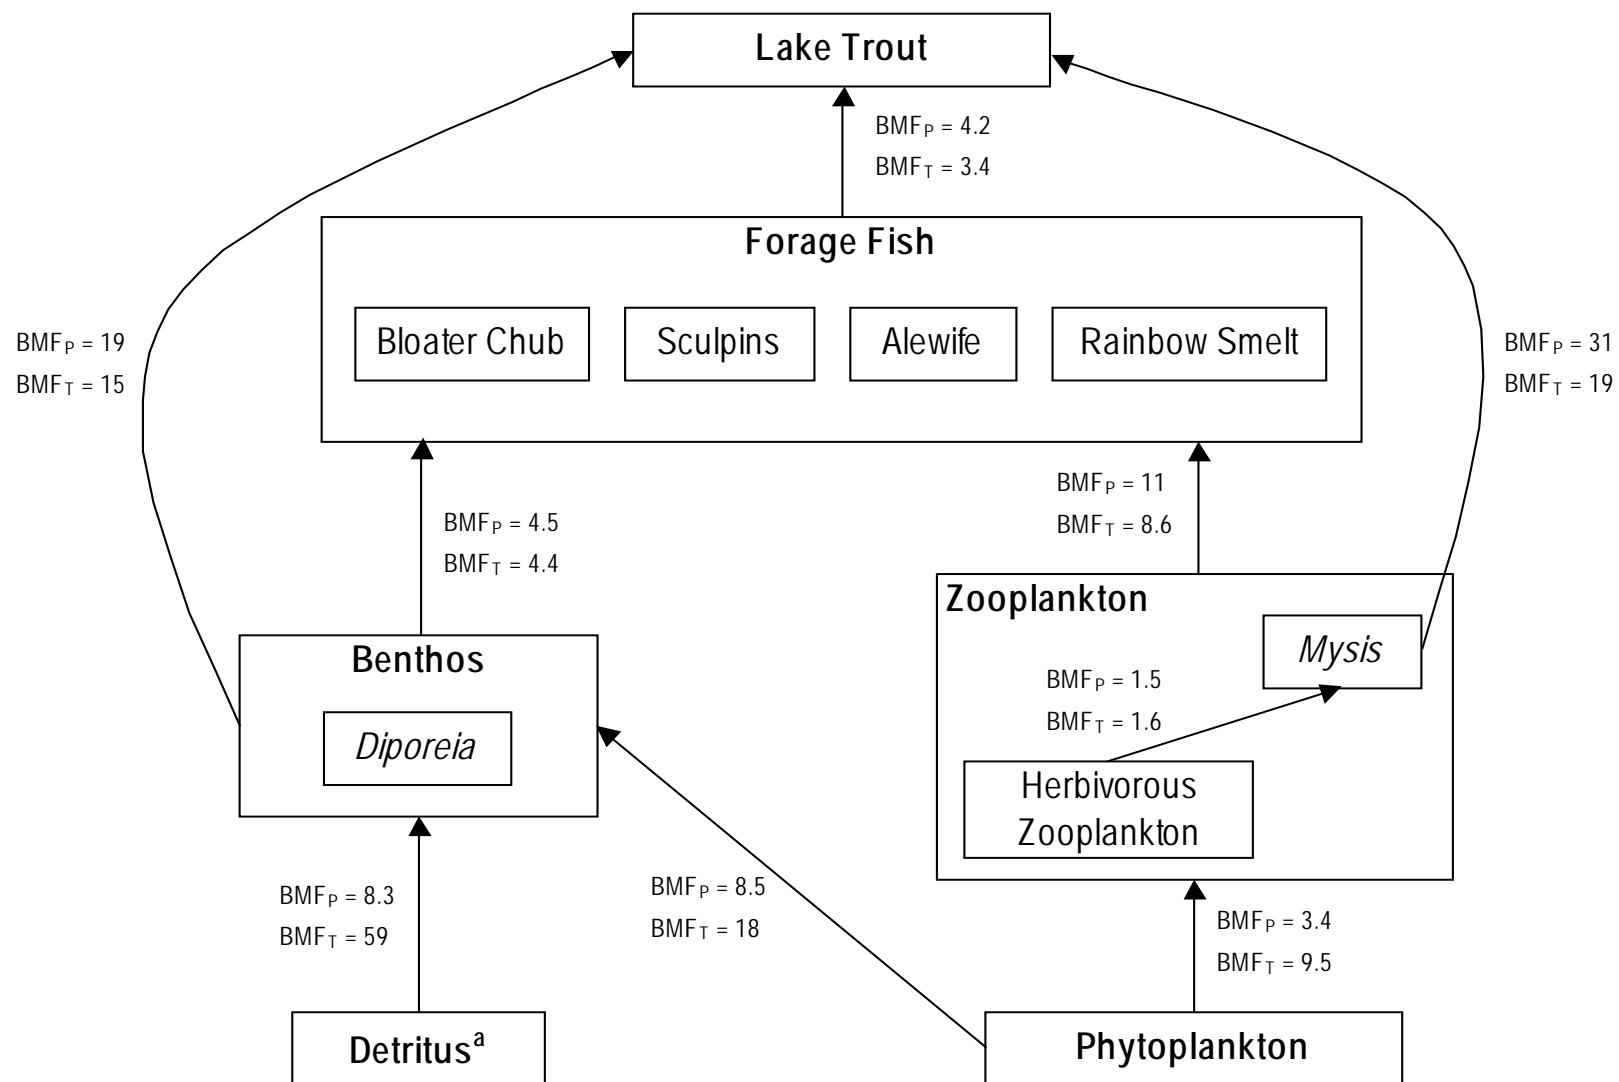 Lake Trout
BMFP = 4.2
BMFT = 3.4
Forage Fish
Bloater Chub
Sculpins
Alewife
Rainbow Smelt
BMFP = 19
BMFT = 15
BMFP = 31
BMFT = 19
BMFP = 4.5
BMFT = 4.4
BMFP = 11
BMFT = 8.6
Benthos
Diporeia
Zooplankton
Mysis
BMFP = 1.5
BMFT = 1.6
Herbivorous
Zooplankton
BMFP = 8.3
BMFT = 59
BMFP = 8.5
BMFT = 18
BMFP = 3.4
BMFT = 9.5
Detritusa
Phytoplankton